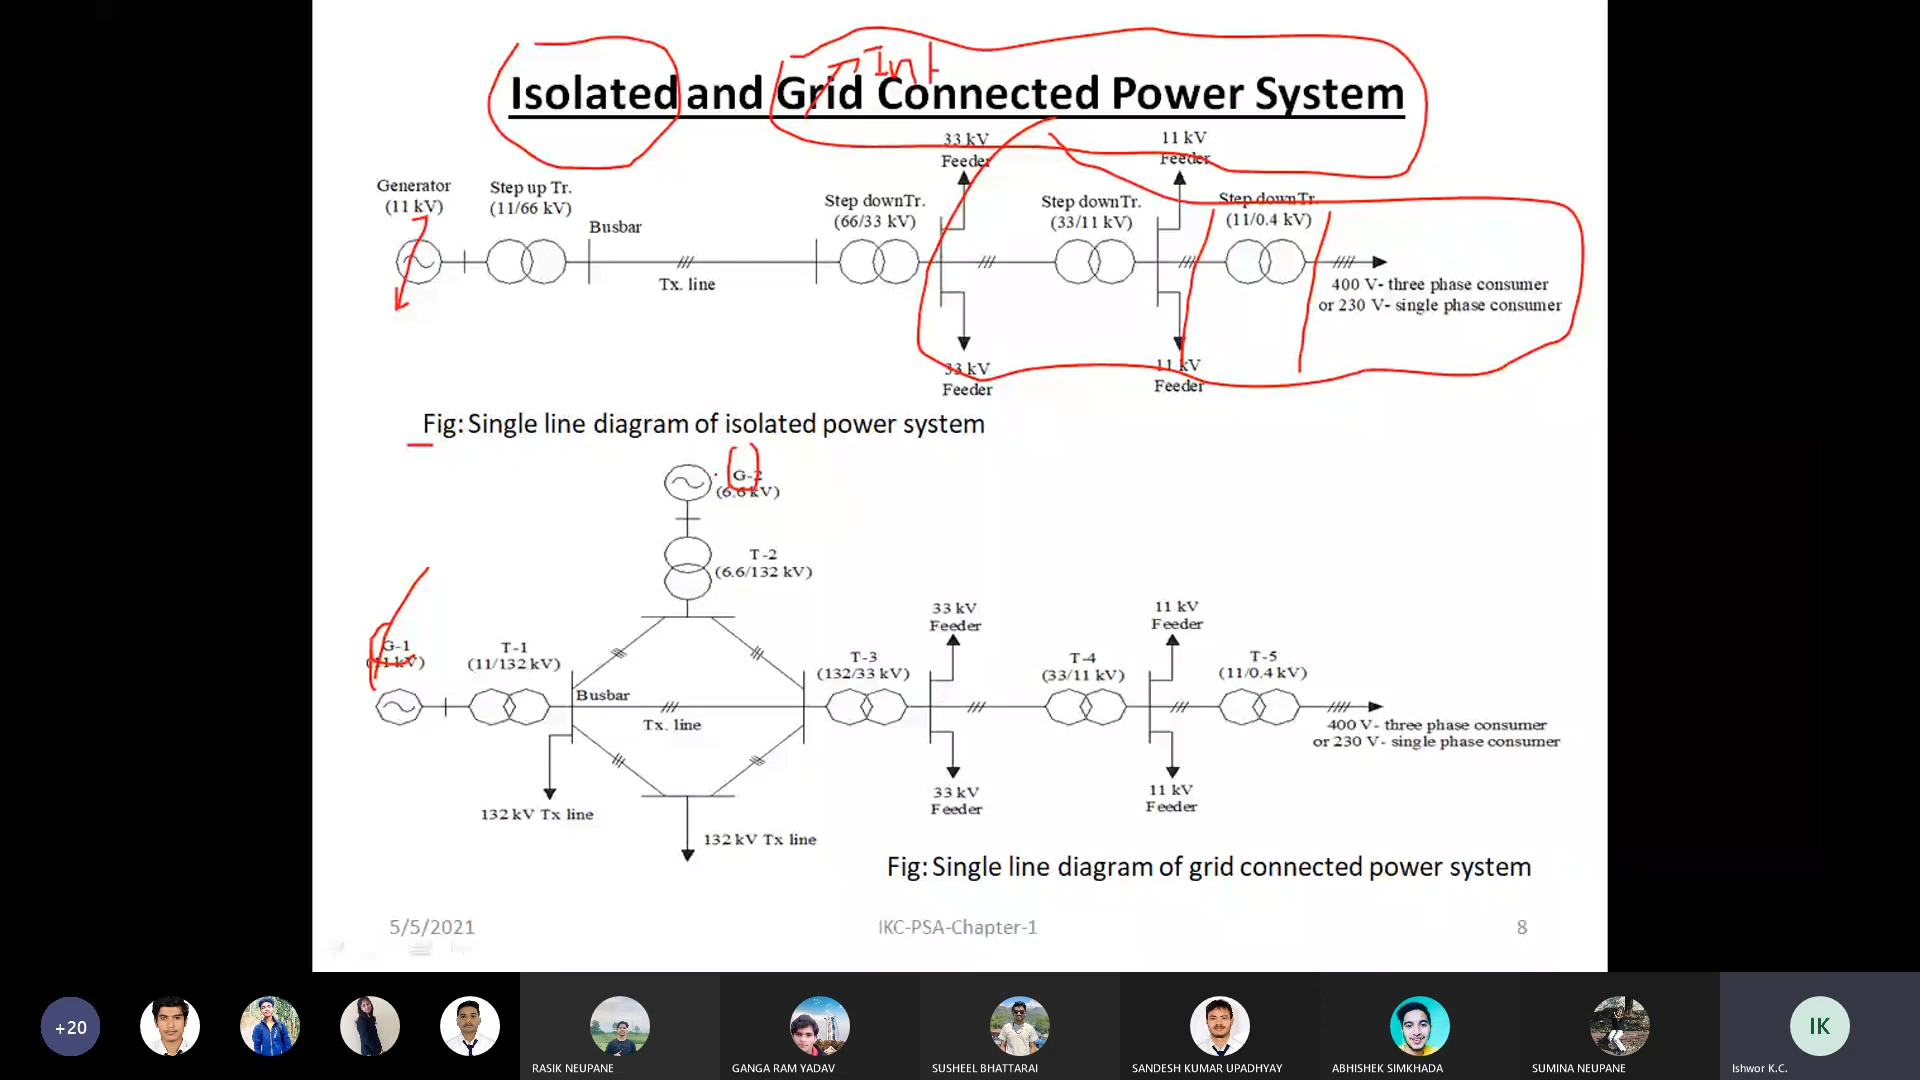 Int
Isolated and Grid Connected Power System
33 kV
Feeder
11 kV
Feeder
Generator
(11 kV)
Step up Tr.
(11/66 kV)
Busbar
Tx. line
Step downTr.
(66/33 kV)
Step downTr.
(33/11 kV)
Step downTr.
(11/0.4 kV)
400 V- three phase consumer
or 230 V- single phase consumer
33 kV
Feeder
11 kV
Feeder
Fig: Single line diagram of isolated power system
G-2
(6.6 kV)
T-2
(6.6/132 kV)
G-1
(11 kV)
T-1
(11/132 kV)
Busbar
Tx. line
T-3
(132/33 kV)
33 kV
Feeder
T-4
(33/11 kV)
11 kV
Feeder
T-5
(11/0.4 kV)
400 V- three phase consumer
or 230 V- single phase consumer
132 kV Tx line
132 kV Tx line
33 kV
Feeder
11 kV
Feeder
Fig: Single line diagram of grid connected power system
5/5/2021
IKC-PSA-Chapter-1
8
+20
RASIK NEUPANE
GANGA RAM YADAV
SUSHEEL BHATTARAI
SANDESH KUMAR UPADHYAY
ABHISHEK SIMKHADA
SUMINA NEUPANE
IK
Ishwor K.C.